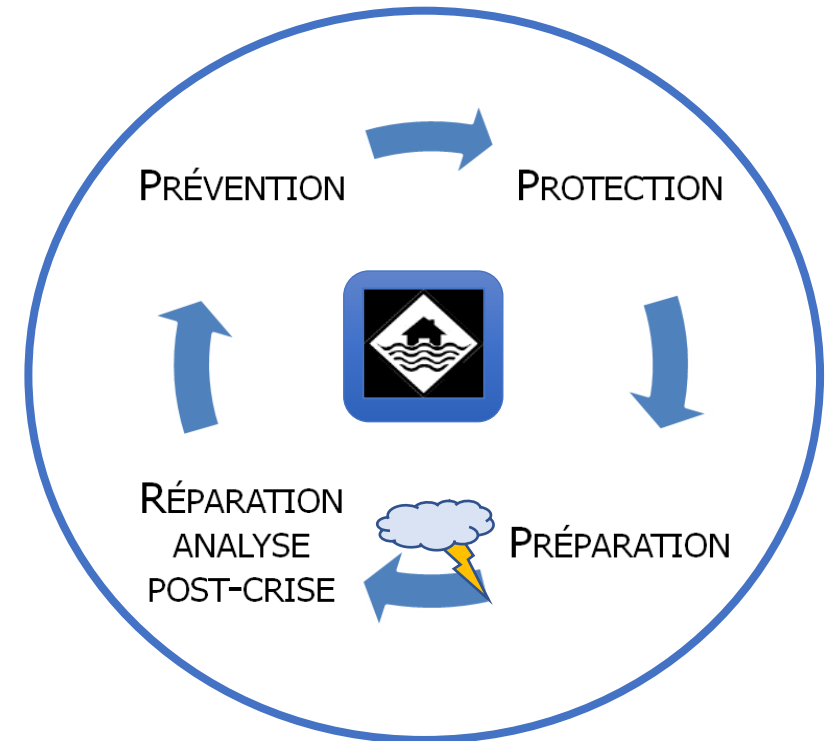 PRÉVENTION
PROTECTION
RÉPARATION
ANALYSE
POST-CRISE
PRÉPARATION